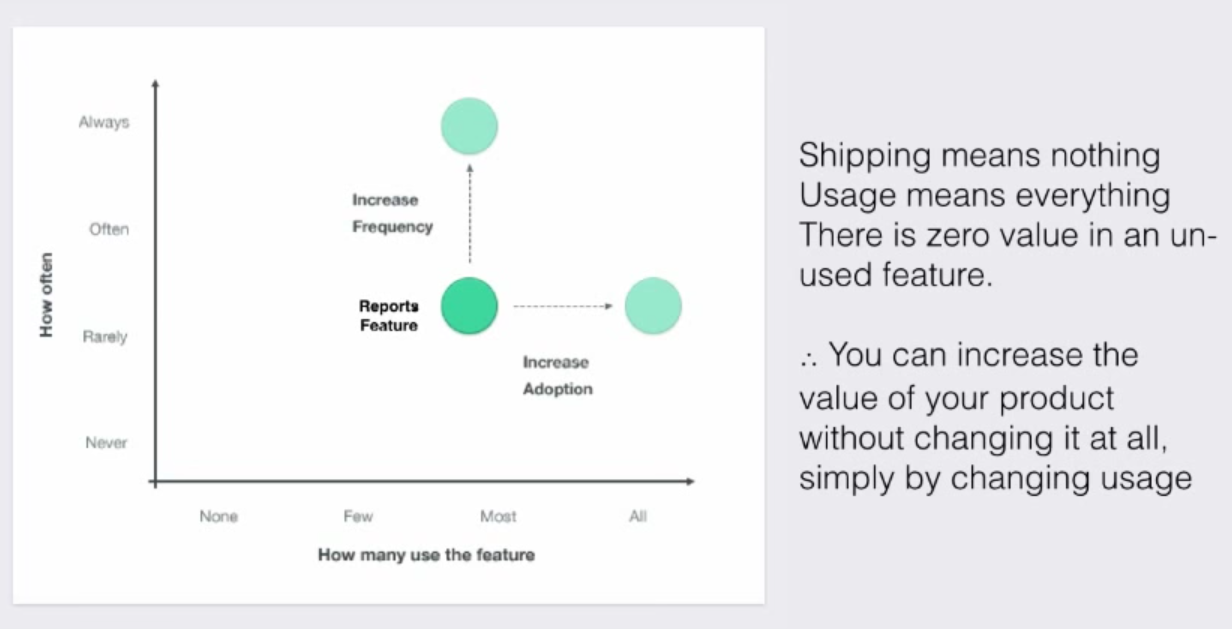 Always
Increase
Frequency
Often
How often
Reports
Feature
Rarely
Increase
Adoption
Never
None
Few
Most
All
How many use the feature
Shipping means nothing
Usage means everything
There is zero value in an un-
used feature.
∴ You can increase the
value of your product
without changing it at all,
simply by changing usage